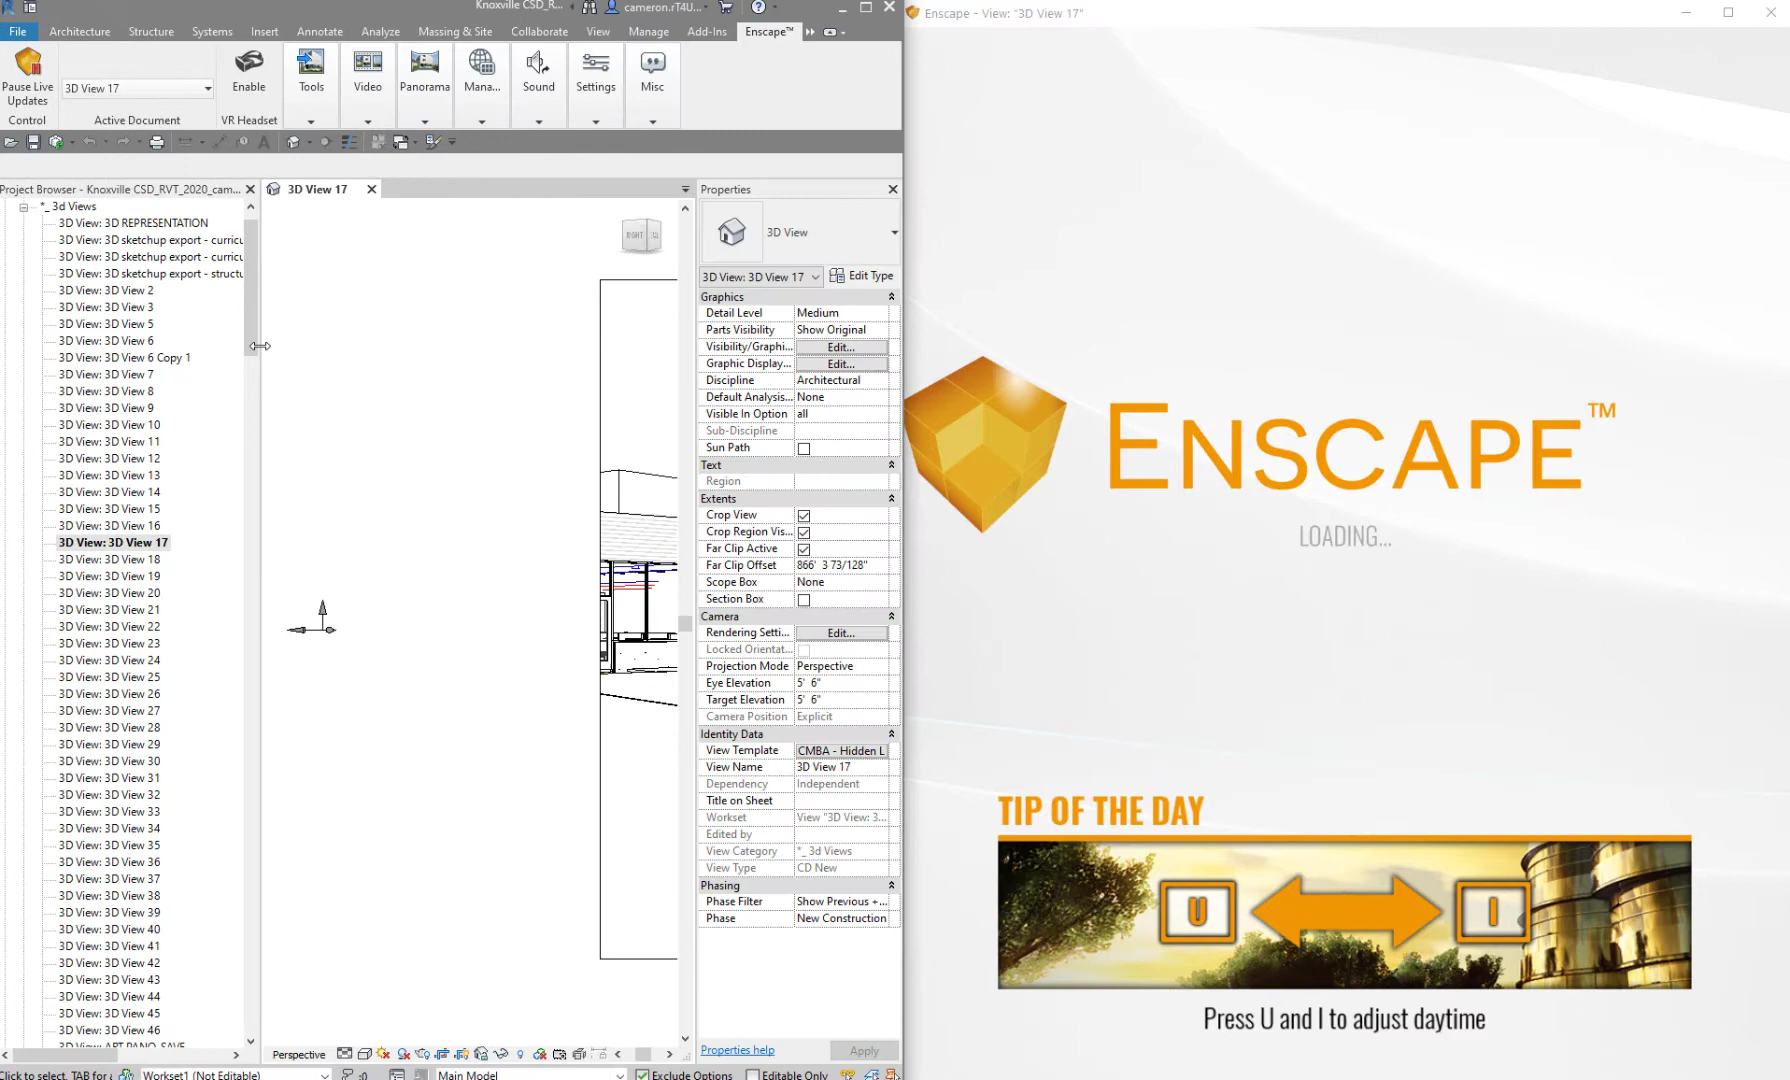 Knoxville CSD_R...
cameron.rT4U...
File Architecture Structure Systems Insert Annotate Analyze Massing & Site Collaborate View Manage Add-Ins Enscape™
Pause Live Updates
3D View 17
Enable
Tools
Video
Panorama
Mana...
Sound
Settings
Misc
Control
Active Document
VR Headset
Project Browser - Knoxville CSD_RVT_2020_cam...
*_ 3d Views
3D View: 3D REPRESENTATION
3D View: 3D sketchup export - curricu
3D View: 3D sketchup export - curricu
3D View: 3D sketchup export - structu
3D View: 3D View 2
3D View: 3D View 3
3D View: 3D View 5
3D View: 3D View 6
3D View: 3D View 6 Copy 1
3D View: 3D View 7
3D View: 3D View 8
3D View: 3D View 9
3D View: 3D View 10
3D View: 3D View 11
3D View: 3D View 12
3D View: 3D View 13
3D View: 3D View 14
3D View: 3D View 15
3D View: 3D View 16
3D View: 3D View 17
3D View: 3D View 18
3D View: 3D View 19
3D View: 3D View 20
3D View: 3D View 21
3D View: 3D View 22
3D View: 3D View 23
3D View: 3D View 24
3D View: 3D View 25
3D View: 3D View 26
3D View: 3D View 27
3D View: 3D View 28
3D View: 3D View 29
3D View: 3D View 30
3D View: 3D View 31
3D View: 3D View 32
3D View: 3D View 33
3D View: 3D View 34
3D View: 3D View 35
3D View: 3D View 36
3D View: 3D View 37
3D View: 3D View 38
3D View: 3D View 39
3D View: 3D View 40
3D View: 3D View 41
3D View: 3D View 42
3D View: 3D View 43
3D View: 3D View 44
3D View: 3D View 45
3D View: 3D View 46
3D View: ART PANO_SAVE
3D View 17
RIGHT
Perspective
Properties
3D View
3D View: 3D View 17 Edit Type
Graphics
Detail Level Medium
Parts Visibility Show Original
Visibility/Graphi... Edit...
Graphic Display... Edit...
Discipline Architectural
Default Analysis... None
Visible In Option all
Sub-Discipline
Sun Path
Text
Region
Extents
Crop View
Crop Region Vis...
Far Clip Active
Far Clip Offset 866' 3 73/128"
Scope Box None
Section Box
Camera
Rendering Setti... Edit...
Locked Orientat...
Projection Mode Perspective
Eye Elevation 5' 6"
Target Elevation 5' 6"
Camera Position Explicit
Identity Data
View Template CMBA - Hidden L
View Name 3D View 17
Dependency Independent
Title on Sheet
Workset View "3D View: 3...
Edited by
View Category *_ 3d Views
View Type CD New
Phasing
Phase Filter Show Previous +...
Phase New Construction
Properties help Apply
Click to select, TAB for a Workset1 (Not Editable) :0 Main Model Exclude Options Editable Only
Enscape - View: "3D View 17"
ENSCAPE™
LOADING...
TIP OF THE DAY
U I
Press U and I to adjust daytime